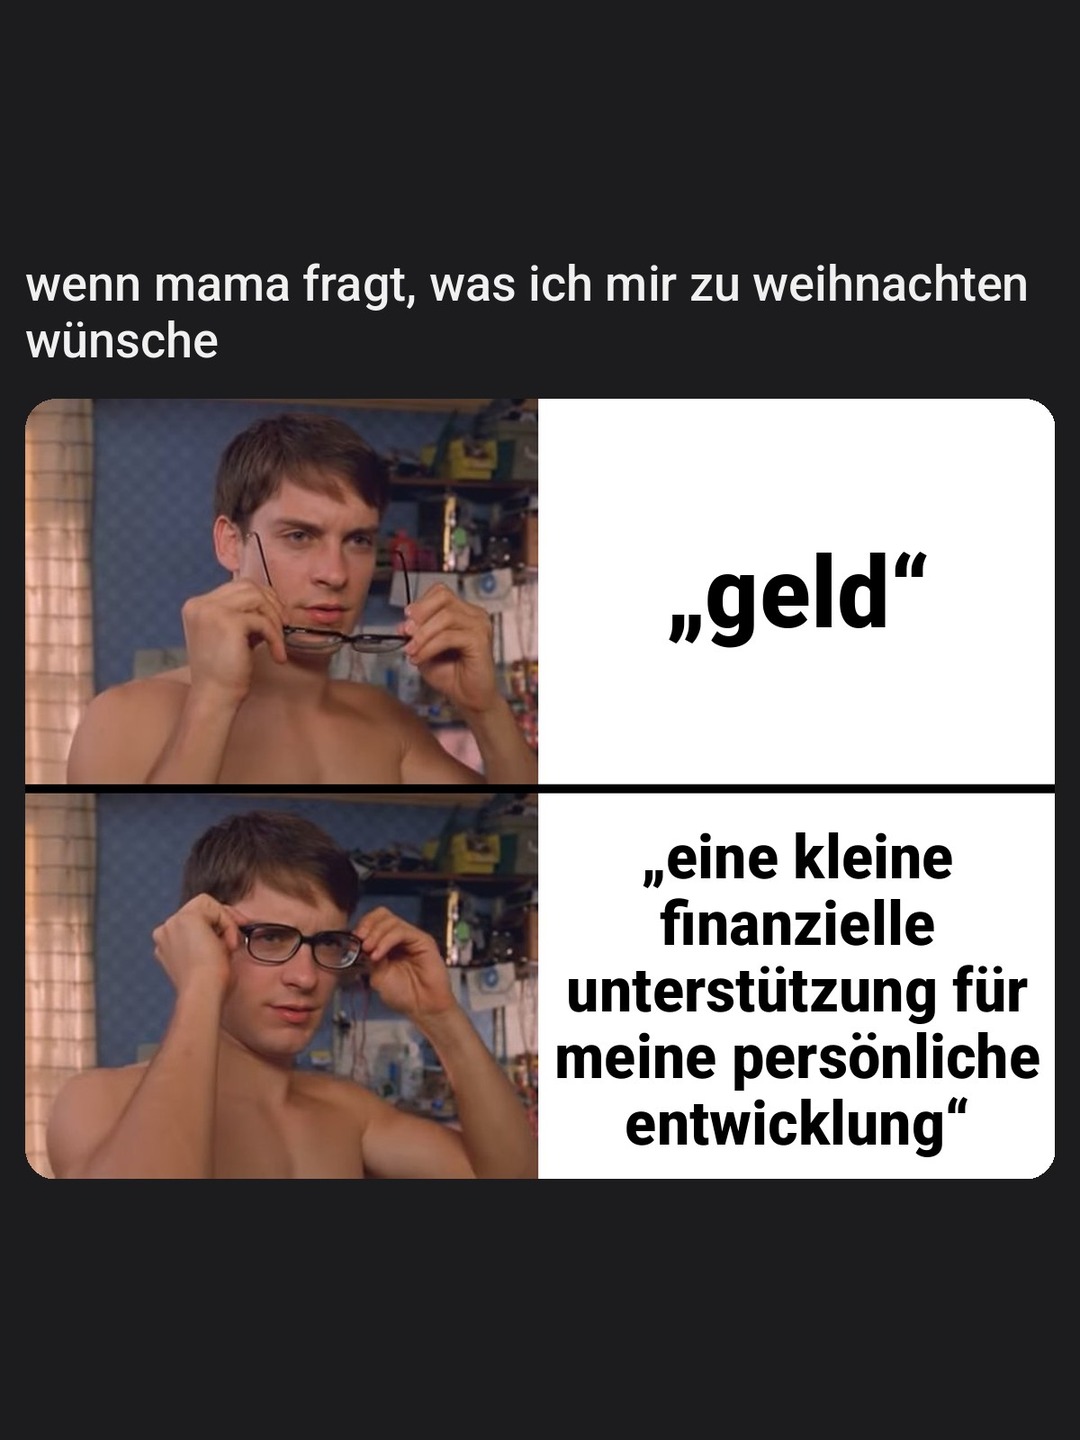 wenn mama fragt, was ich mir zu weihnachten
wünsche
„geld“
„eine kleine
finanzielle
unterstützung für
meine persönliche
entwicklung“